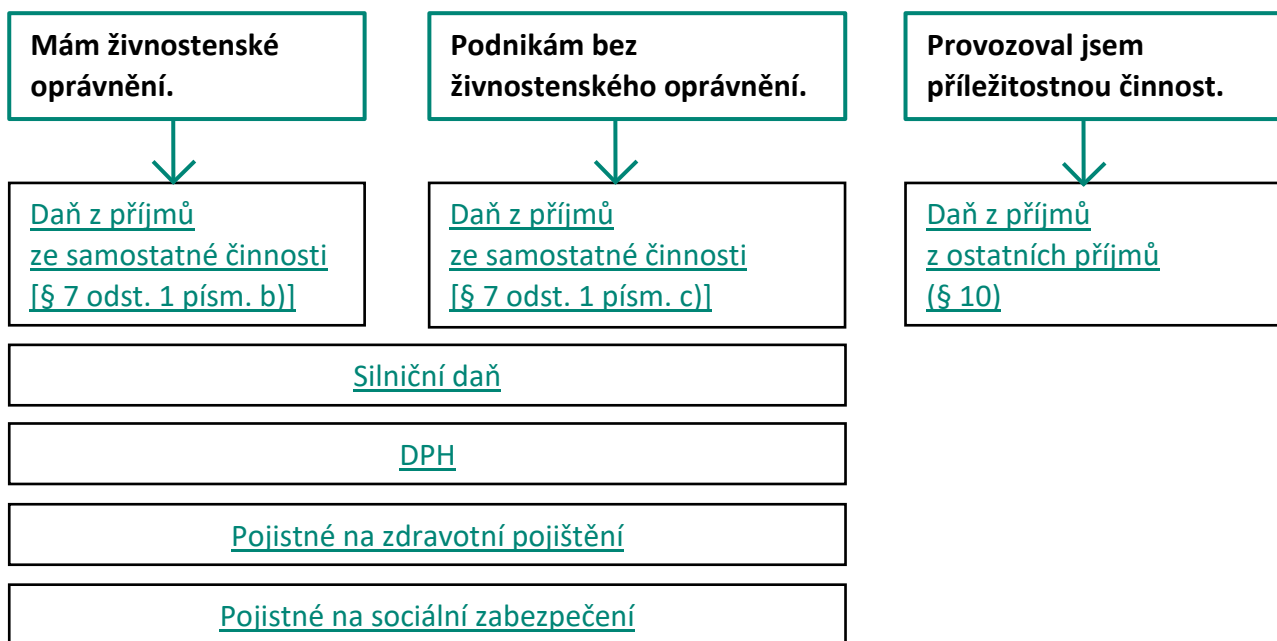 Mám živnostenské
oprávnění.
Podnikám bez
živnostenského oprávnění.
Provozoval jsem
příležitostnou činnost.
Daň z příjmů
ze samostatné činnosti
[§ 7 odst. 1 písm. b)]
Daň z příjmů
ze samostatné činnosti
[§ 7 odst. 1 písm. c)]
Daň z příjmů
z ostatních příjmů
(§ 10)
Silniční daň
DPH
Pojistné na zdravotní pojištění
Pojistné na sociální zabezpečení